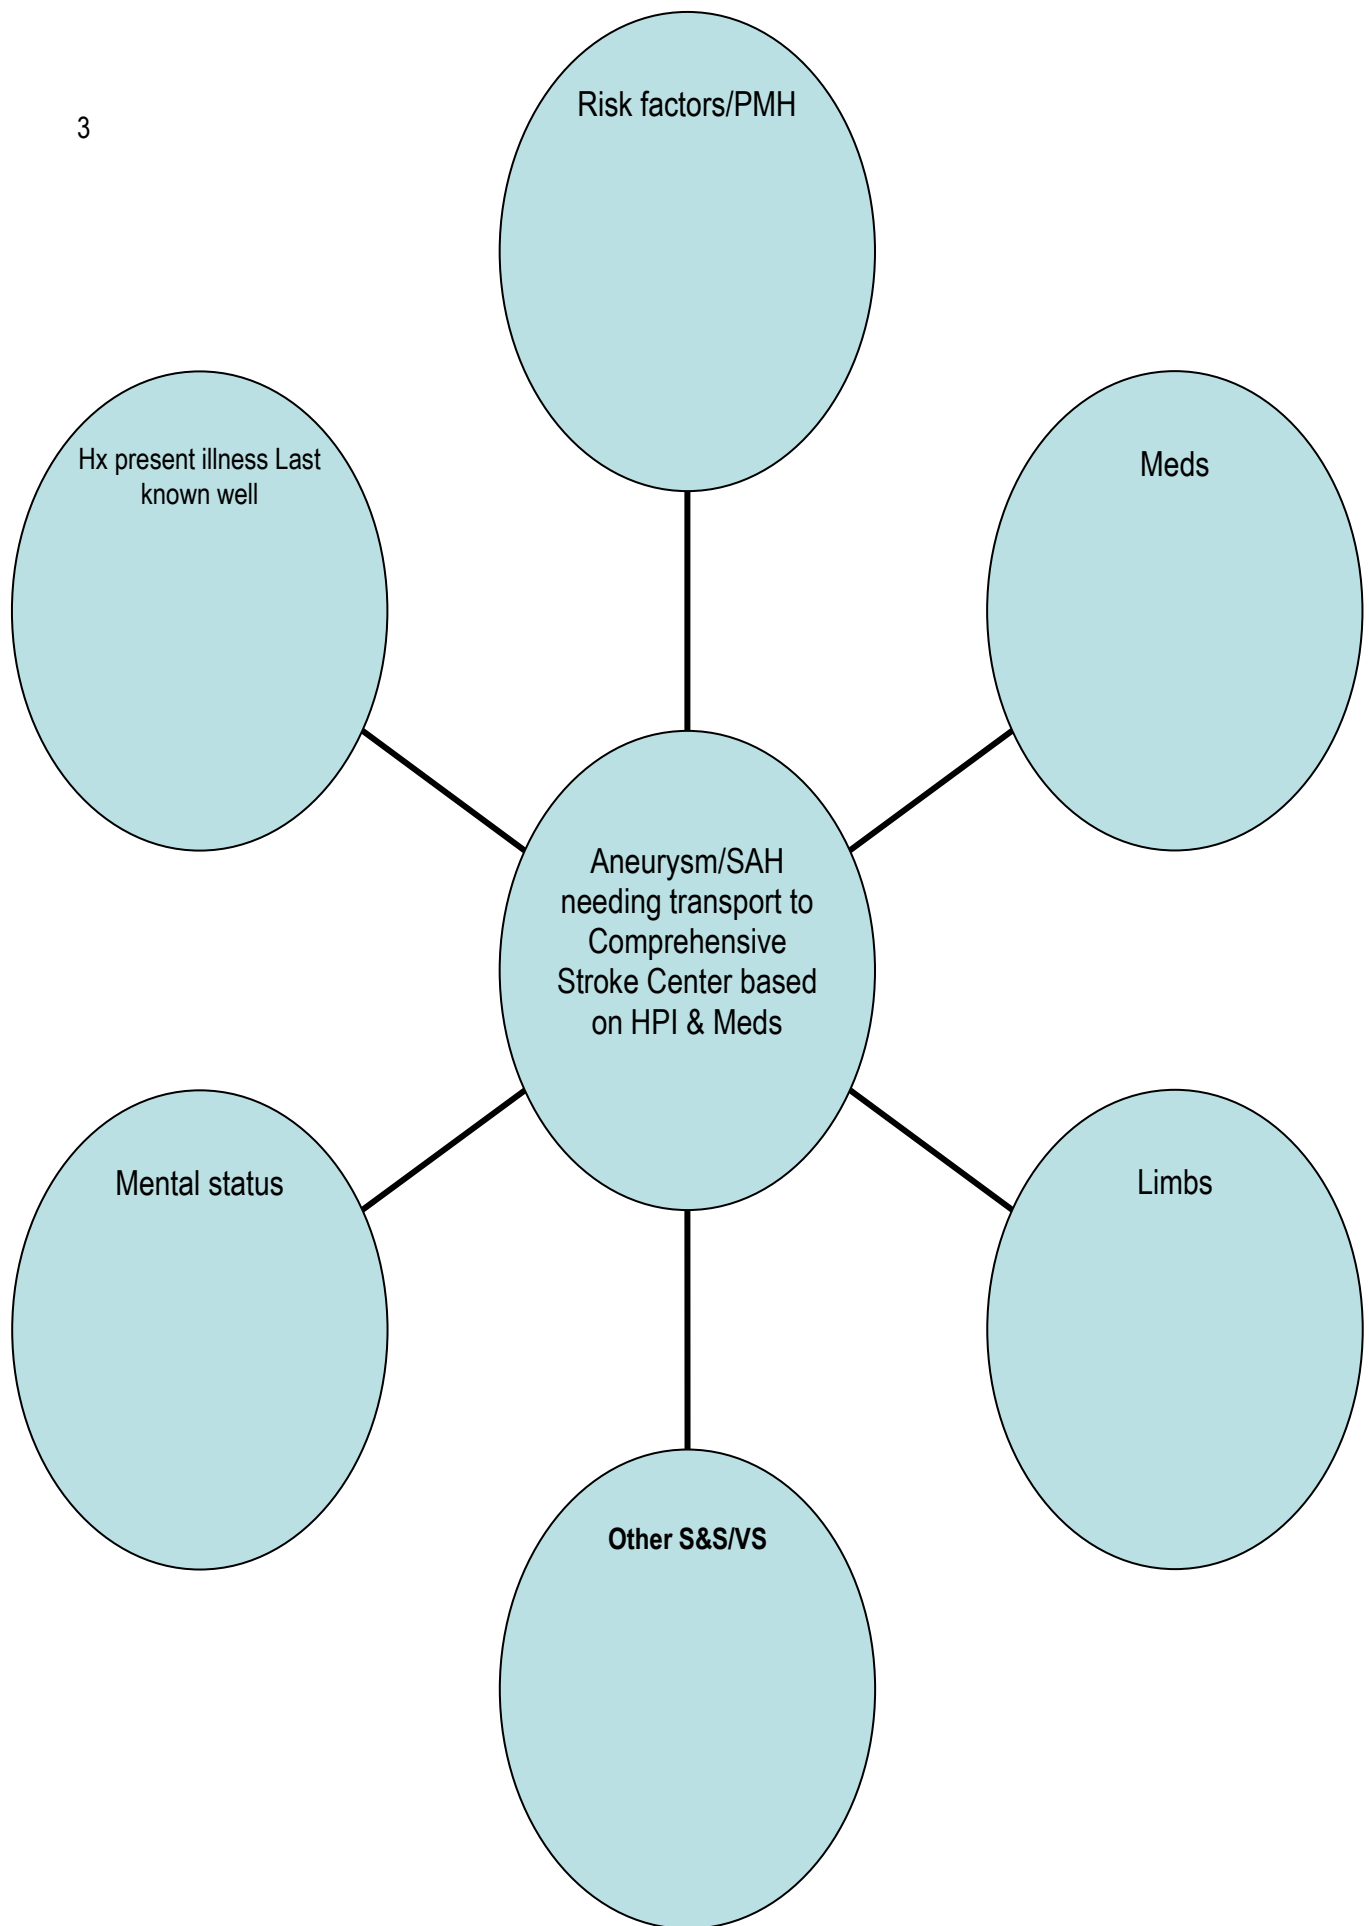 3
Risk factors/PMH
Hx present illness Last
known well
Meds
Aneurysm/SAH
needing transport to
Comprehensive
Stroke Center based
on HPI & Meds
Mental status
Limbs
Other S&S/VS